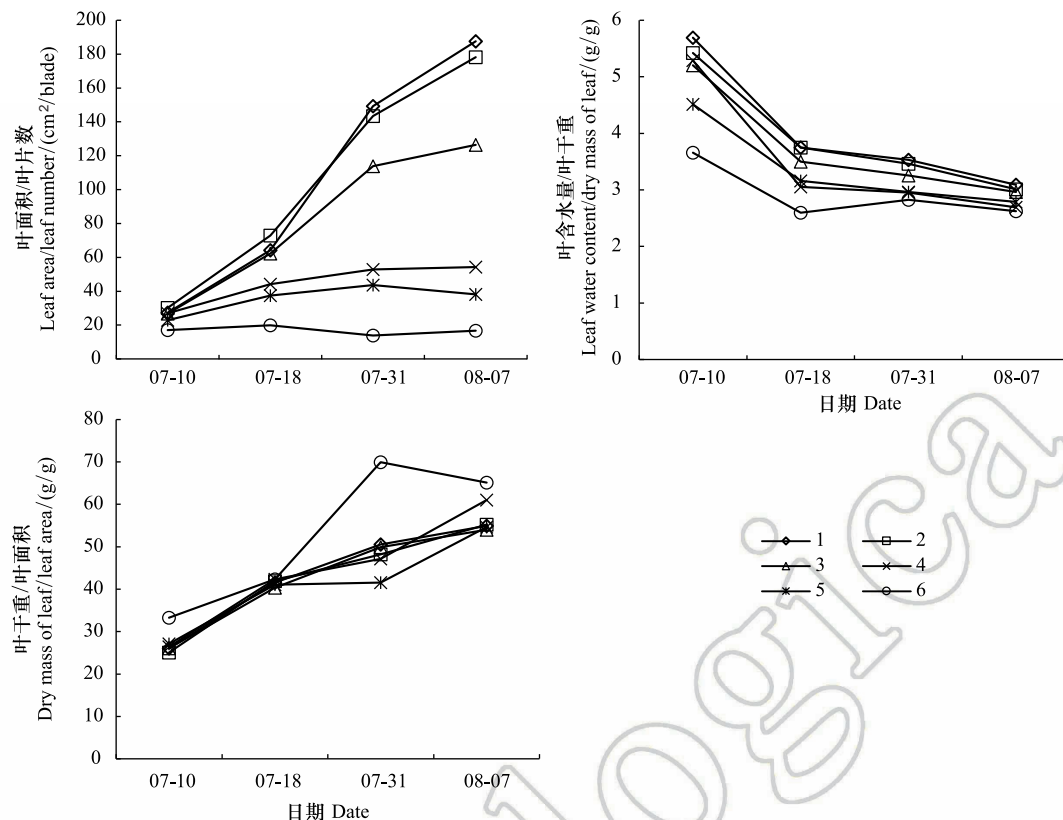 叶面积/叶片数
Leaf area/leaf number/(cm²/blade)
200
180
160
140
120
100
80
60
40
20
0
07-10 07-18 07-31 08-07
叶含水量/叶干重
Leaf water content/dry mass of leaf/(g/g)
6
5
4
3
2
1
0
07-10 07-18 07-31 08-07
日期 Date
叶干重/叶面积
Dry mass of leaf/leaf area/(g/g)
80
70
60
50
40
30
20
10
0
07-10 07-18 07-31 08-07
日期 Date
1 2
3 4
5 6
logica